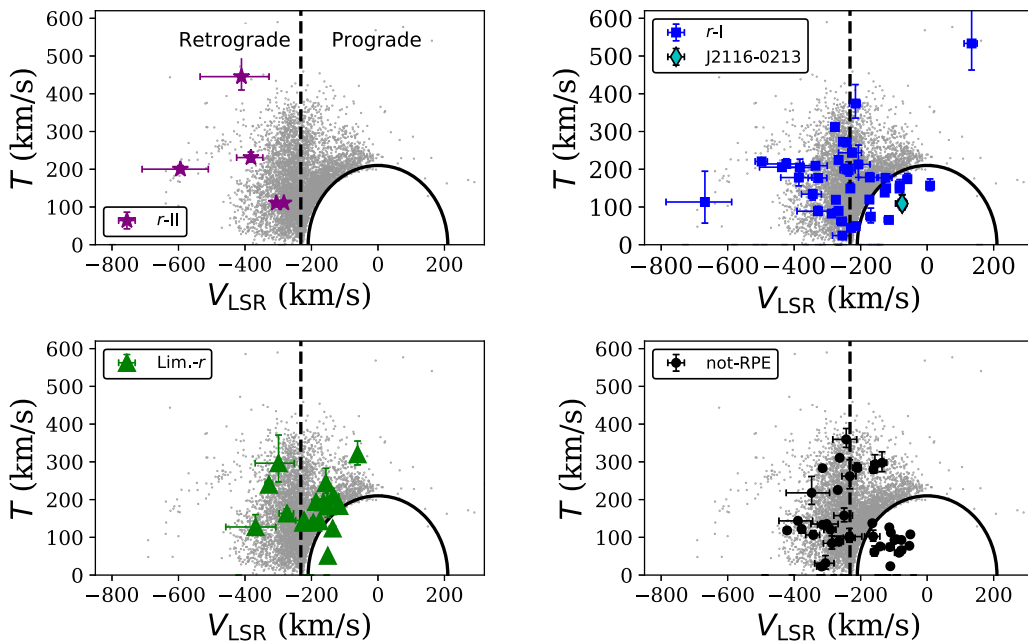 600
500
400
300
200
100
0
T (km/s)
Retrograde
Prograde
r-II
−800 −600 −400 −200 0 200
V_LSR (km/s)
600
500
400
300
200
100
0
T (km/s)
r-I
J2116-0213
−800 −600 −400 −200 0 200
V_LSR (km/s)
600
500
400
300
200
100
0
T (km/s)
Lim.-r
−800 −600 −400 −200 0 200
V_LSR (km/s)
600
500
400
300
200
100
0
T (km/s)
not-RPE
−800 −600 −400 −200 0 200
V_LSR (km/s)